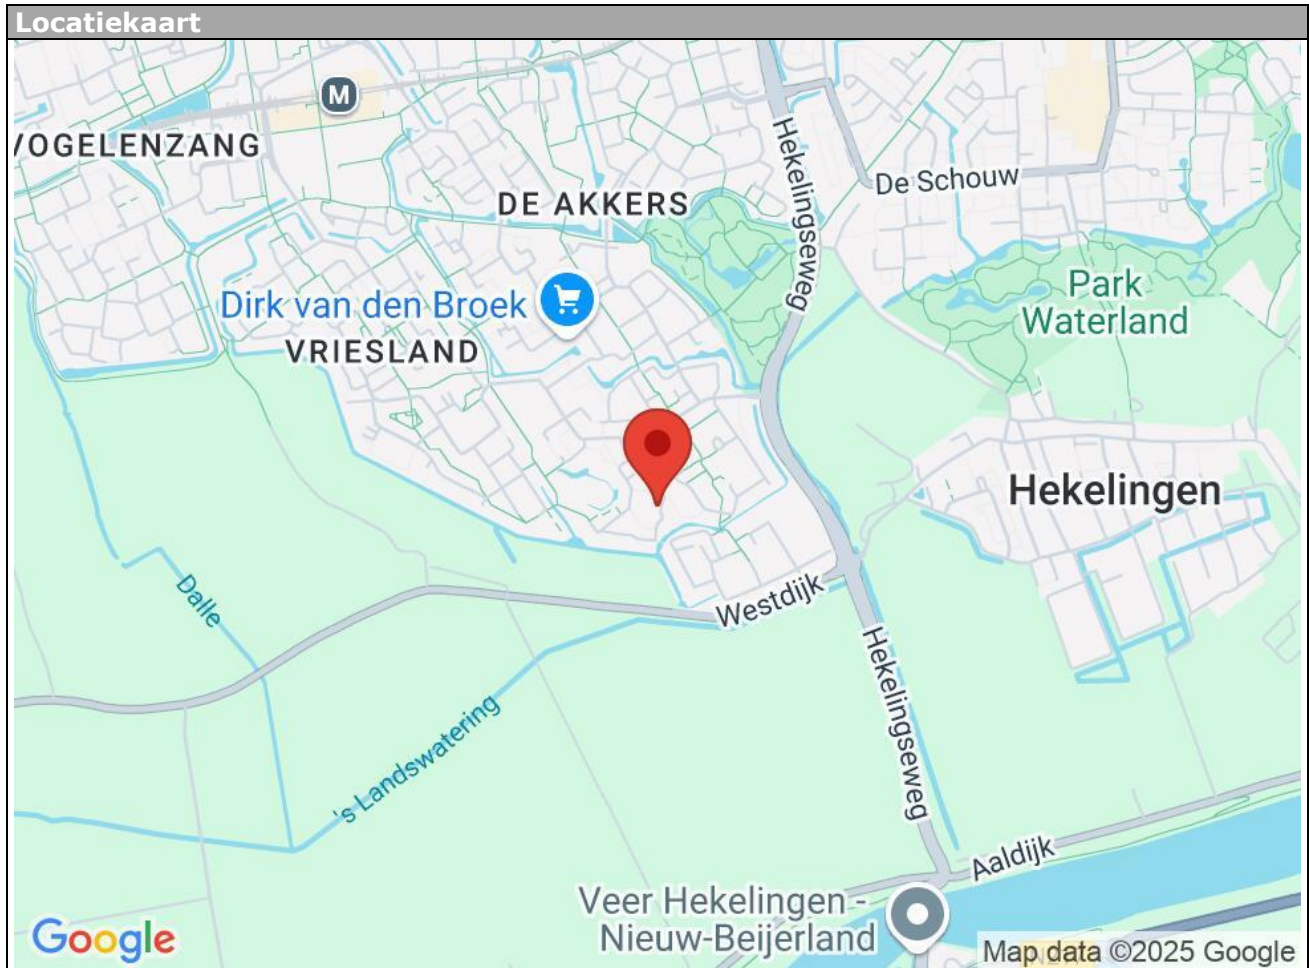 Locatiekaart
M
VOGELENZANG
DE AKKERS
Hekelingseweg
De Schouw
Dirk van den Broek
VRIESLAND
Park
Waterland
Hekelingen
Dalle
Westdijk
's Landswatering
Hekelingseweg
Aaldijk
Veer Hekelingen -
Nieuw-Beijerland
Google
Map data ©2025 Google